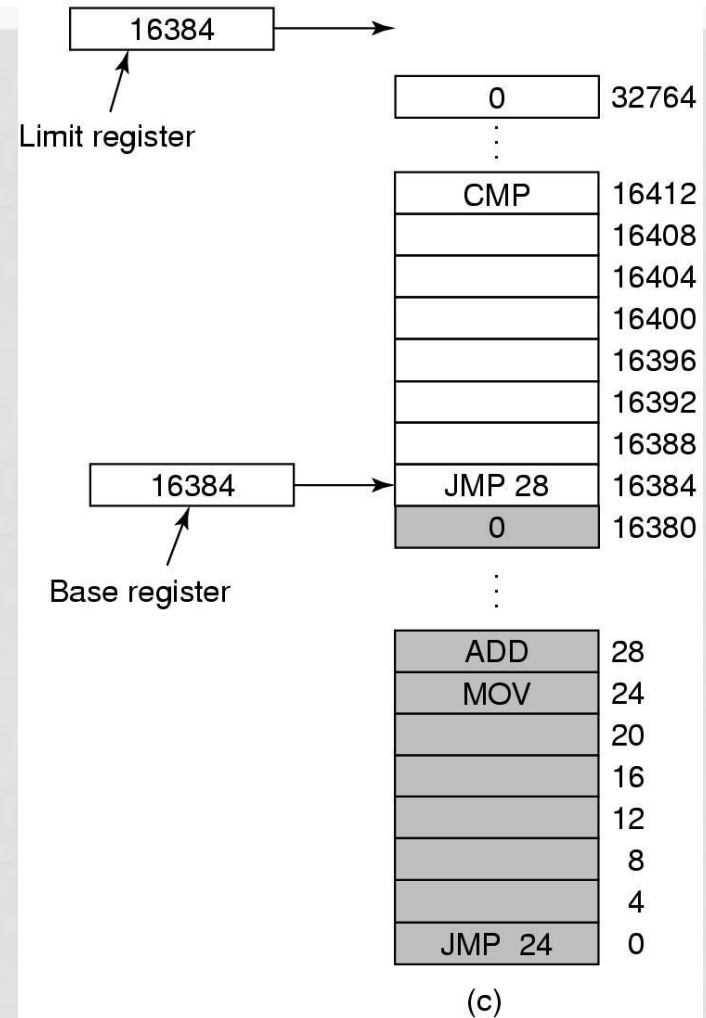 16384
Limit register
0 32764
CMP 16412
16408
16404
16400
16396
16392
16388
16384 JMP 28 16384
0 16380
Base register
ADD 28
MOV 24
20
16
12
8
4
JMP 24 0
(c)